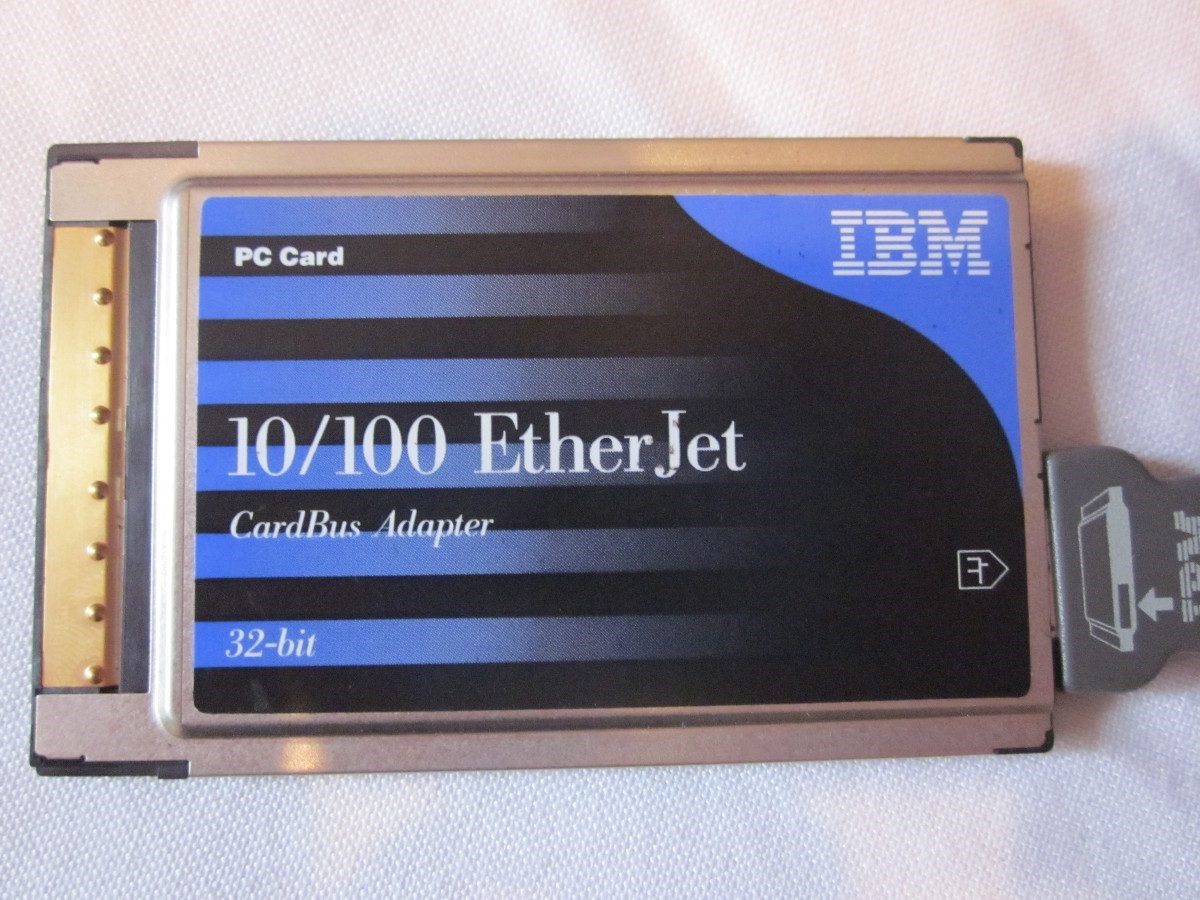 PC Card
IBM
10/100 EtherJet
CardBus Adapter
32-bit
IBM